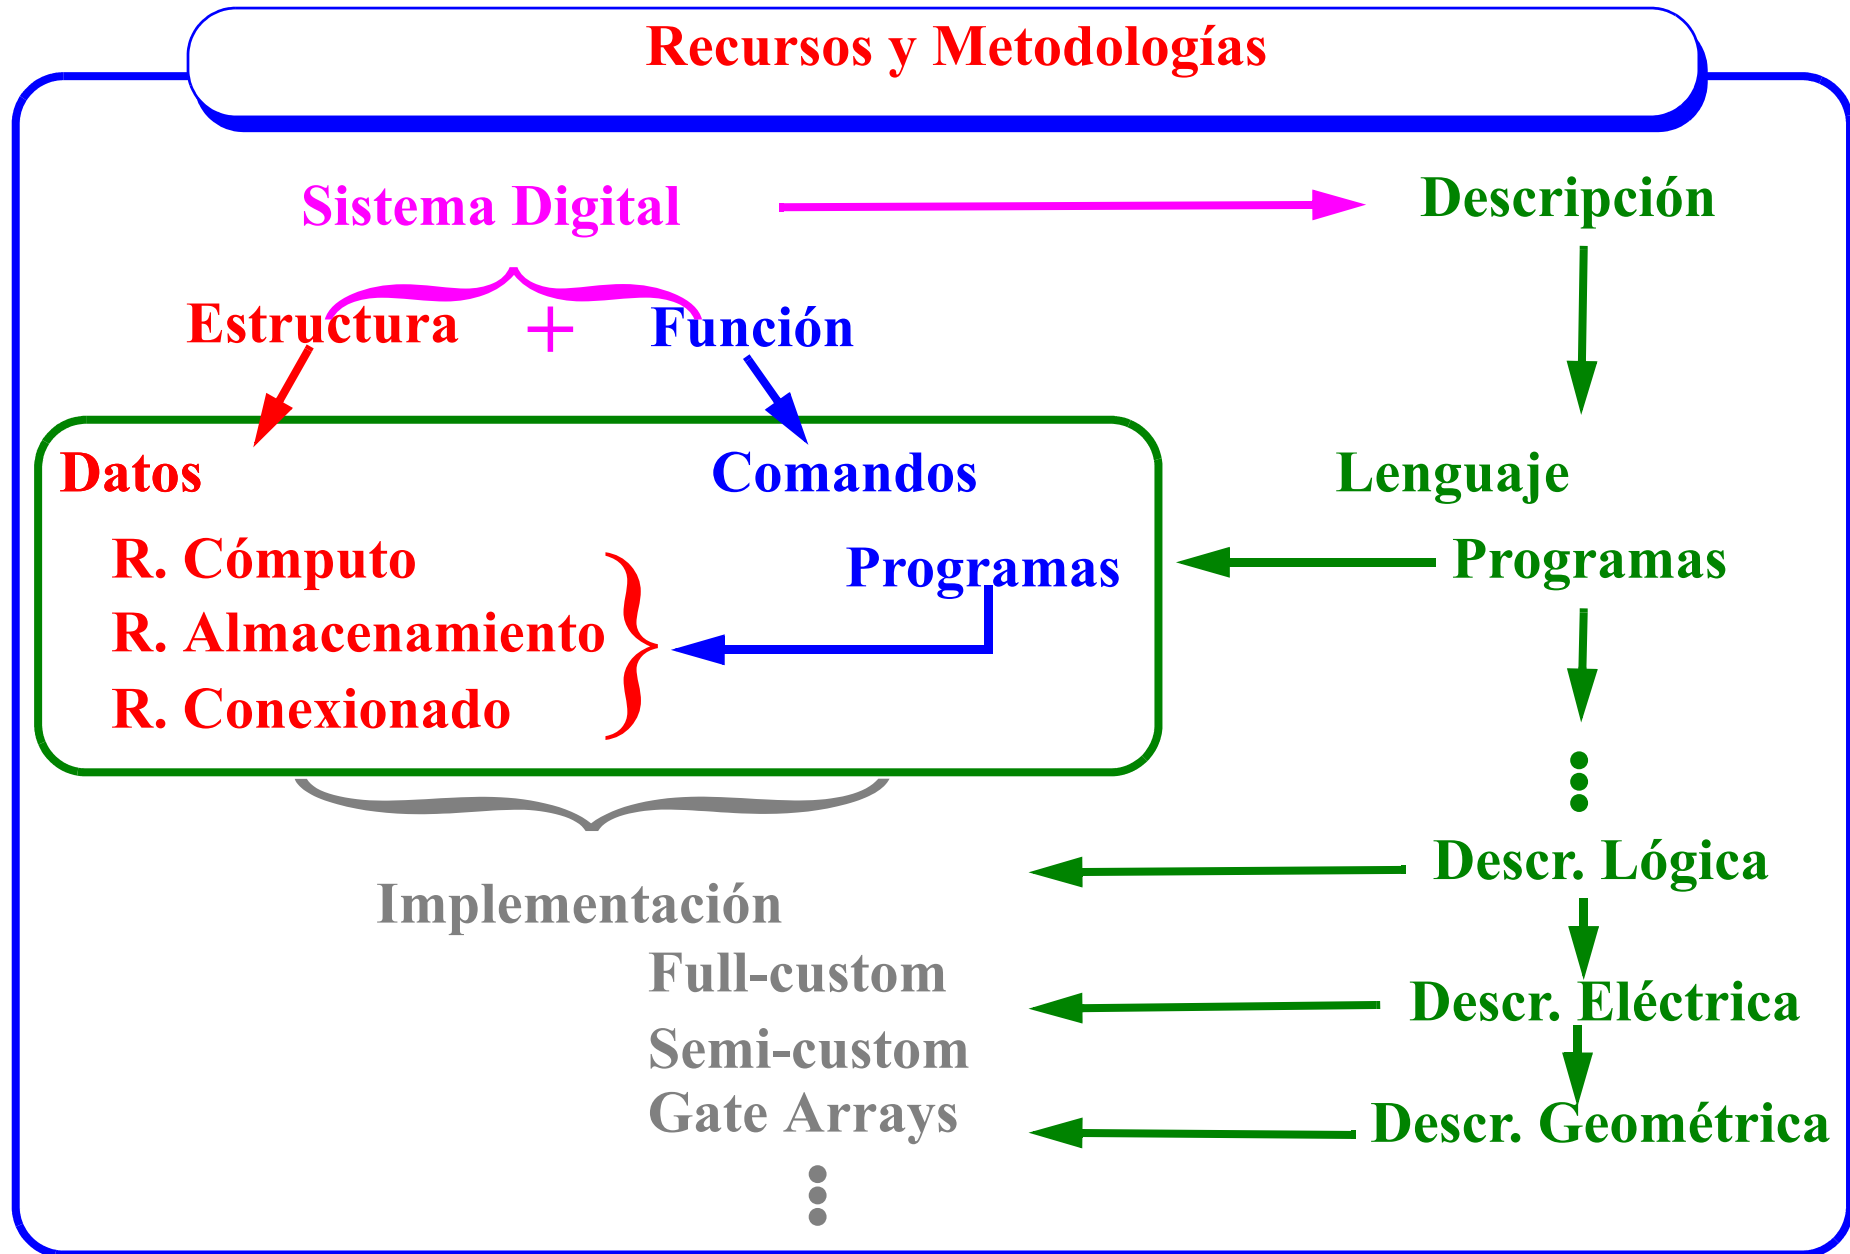 Recursos y Metodologías
Sistema Digital
Descripción
Estructura + Función
Datos
Comandos
Lenguaje
R. Cómputo
Programas
Programas
R. Almacenamiento
R. Conexionado
Descr. Lógica
Implementación
Full-custom
Descr. Eléctrica
Semi-custom
Gate Arrays
Descr. Geométrica